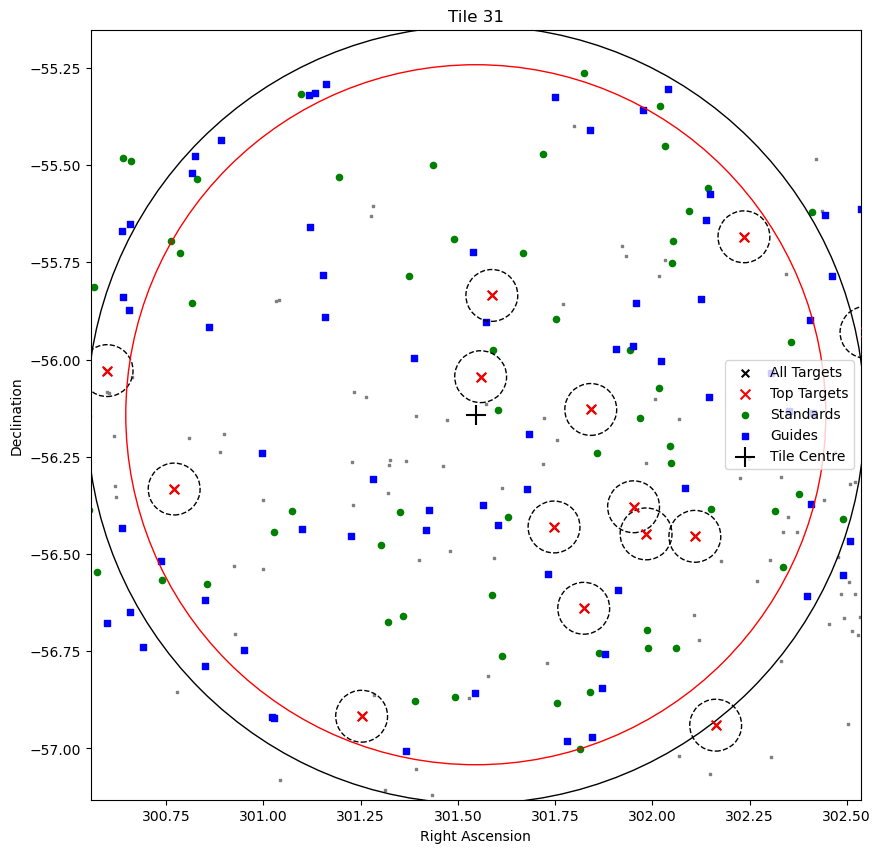 Tile 31
Declination
−55.25
−55.50
−55.75
−56.00
−56.25
−56.50
−56.75
−57.00
All Targets
Top Targets
Standards
Guides
Tile Centre
300.75 301.00 301.25 301.50 301.75 302.00 302.25 302.50
Right Ascension